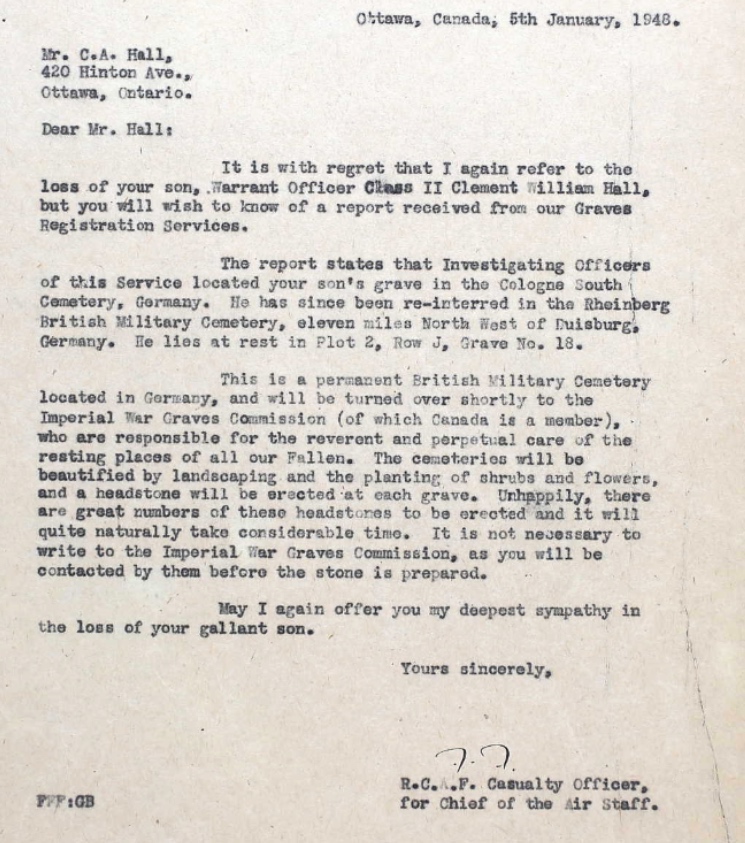 Ottawa, Canada, 5th January, 1948.
Mr. C.A. Hall,
420 Hinton Ave.,
Ottawa, Ontario.
Dear Mr. Hall:
It is with regret that I again refer to the
loss of your son, Warrant Officer Class II Clement William Hall,
but you will wish to know of a report received from our Graves
Registration Services.
The report states that Investigating Officers
of this Service located your son's grave in the Cologne South
Cemetery, Germany. He has since been re-interred in the Rheinberg
British Military Cemetery, eleven miles North West of Duisburg,
Germany. He lies at rest in Plot 2, Row J, Grave No. 18.
This is a permanent British Military Cemetery
located in Germany, and will be turned over shortly to the
Imperial War Graves Commission (of which Canada is a member),
who are responsible for the reverent and perpetual care of the
resting places of all our Fallen. The cemeteries will be
beautified by landscaping and the planting of shrubs and flowers,
and a headstone will be erected at each grave. Unhappily, there
are great numbers of these headstones to be erected and it will
quite naturally take considerable time. It is not necessary to
write to the Imperial War Graves Commission, as you will be
contacted by them before the stone is prepared.
May I again offer you my deepest sympathy in
the loss of your gallant son.
Yours sincerely,
R.C.A.F. Casualty Officer,
for Chief of the Air Staff.
FFF:GB